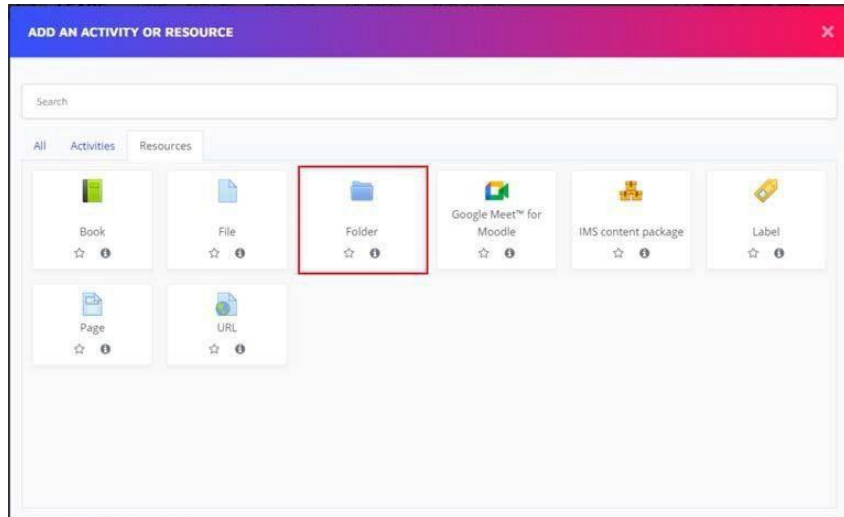 ADD AN ACTIVITY OR RESOURCE
Search
All Activities Resources
Book File Folder Google Meet™ for Moodle IMS content package Label
Page URL